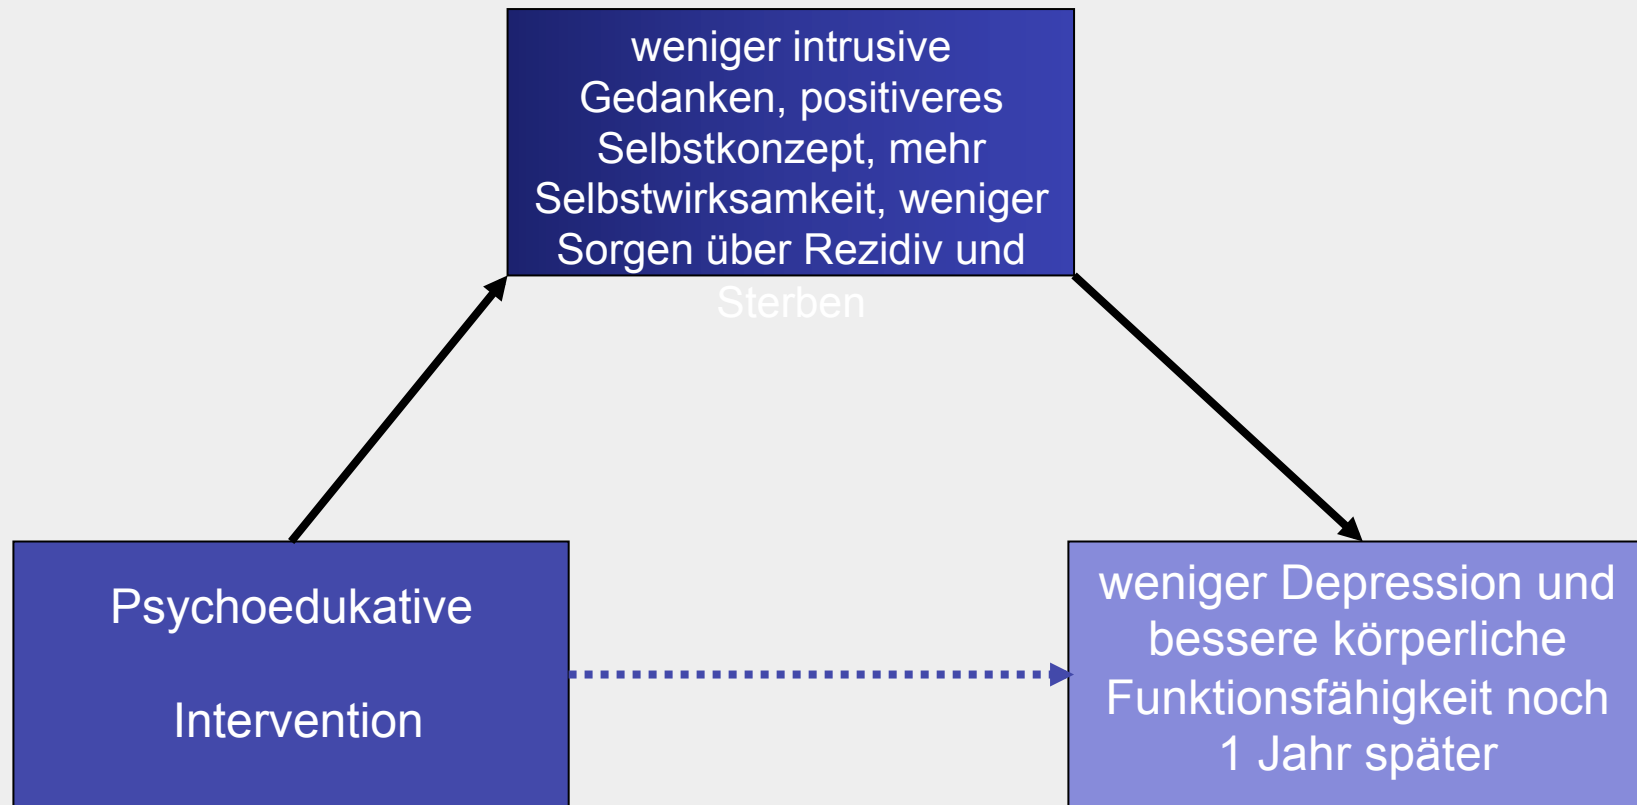 weniger intrusive
Gedanken, positiveres
Selbstkonzept, mehr
Selbstwirksamkeit, weniger
Sorgen über Rezidiv und
Sterben
Psychoedukative
Intervention
weniger Depression und
bessere körperliche
Funktionsfähigkeit noch
1 Jahr später